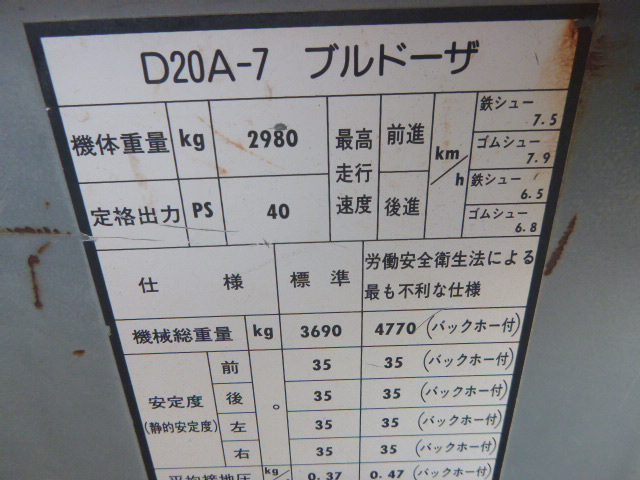 D20A-7 ブルドーザ
機体重量 kg 2980
定格出力 PS 40
最高走行速度 km/h
前進 鉄シュー 7.5
ゴムシュー 7.9
後進 鉄シュー 6.5
ゴムシュー 6.8
仕様 標準 労働安全衛生法による
最も不利な仕様
機械総重量 kg 3690 4770 (バックホー付)
安定度
(静的安定度)
前 ° 35 35 (バックホー付)
後 35 35 (バックホー付)
左 35 35 (バックホー付)
右 35 35 (バックホー付)
平均接地圧 kg/ 0.37 0.47 (バックホー付)